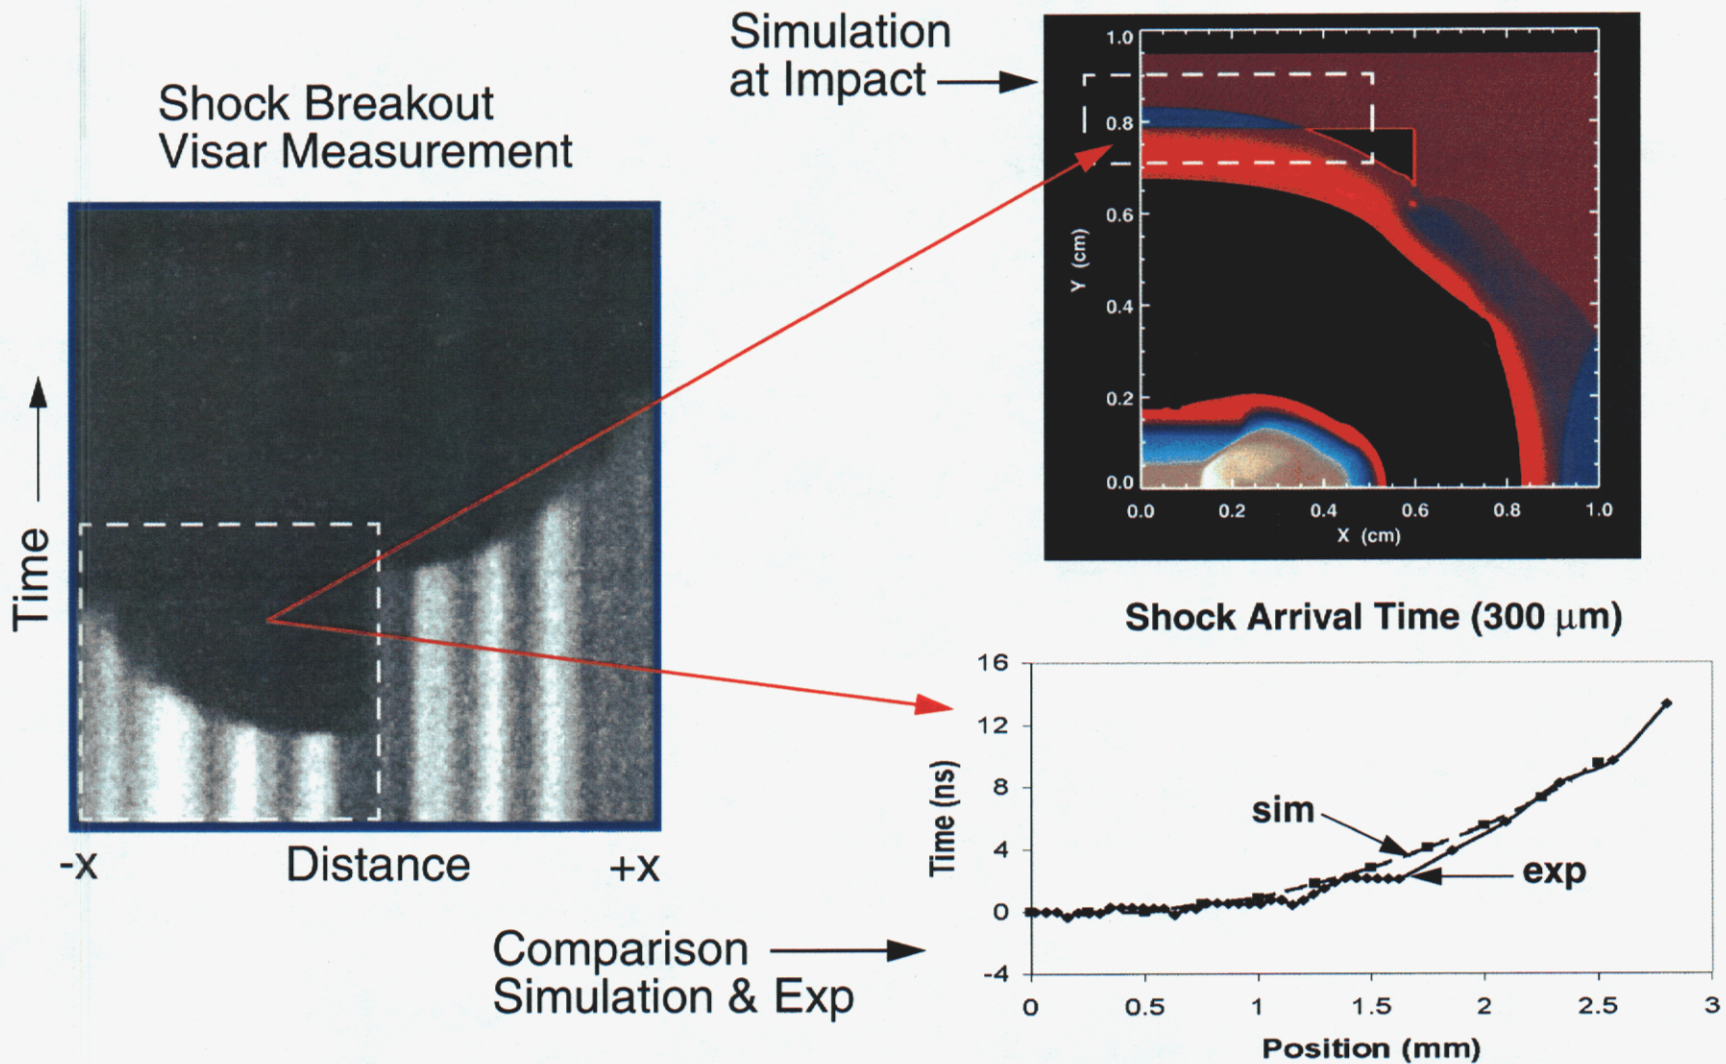 Simulation
at Impact
Shock Breakout
Visar Measurement
Time
-x
Distance
+x
1.0
0.8
0.6
0.4
0.2
0.0
Y (cm)
0.0
0.2
0.4
0.6
0.8
1.0
X (cm)
Shock Arrival Time (300 μm)
16
12
8
4
0
-4
Time (ns)
sim
exp
0
0.5
1
1.5
2
2.5
3
Position (mm)
Comparison
Simulation & Exp